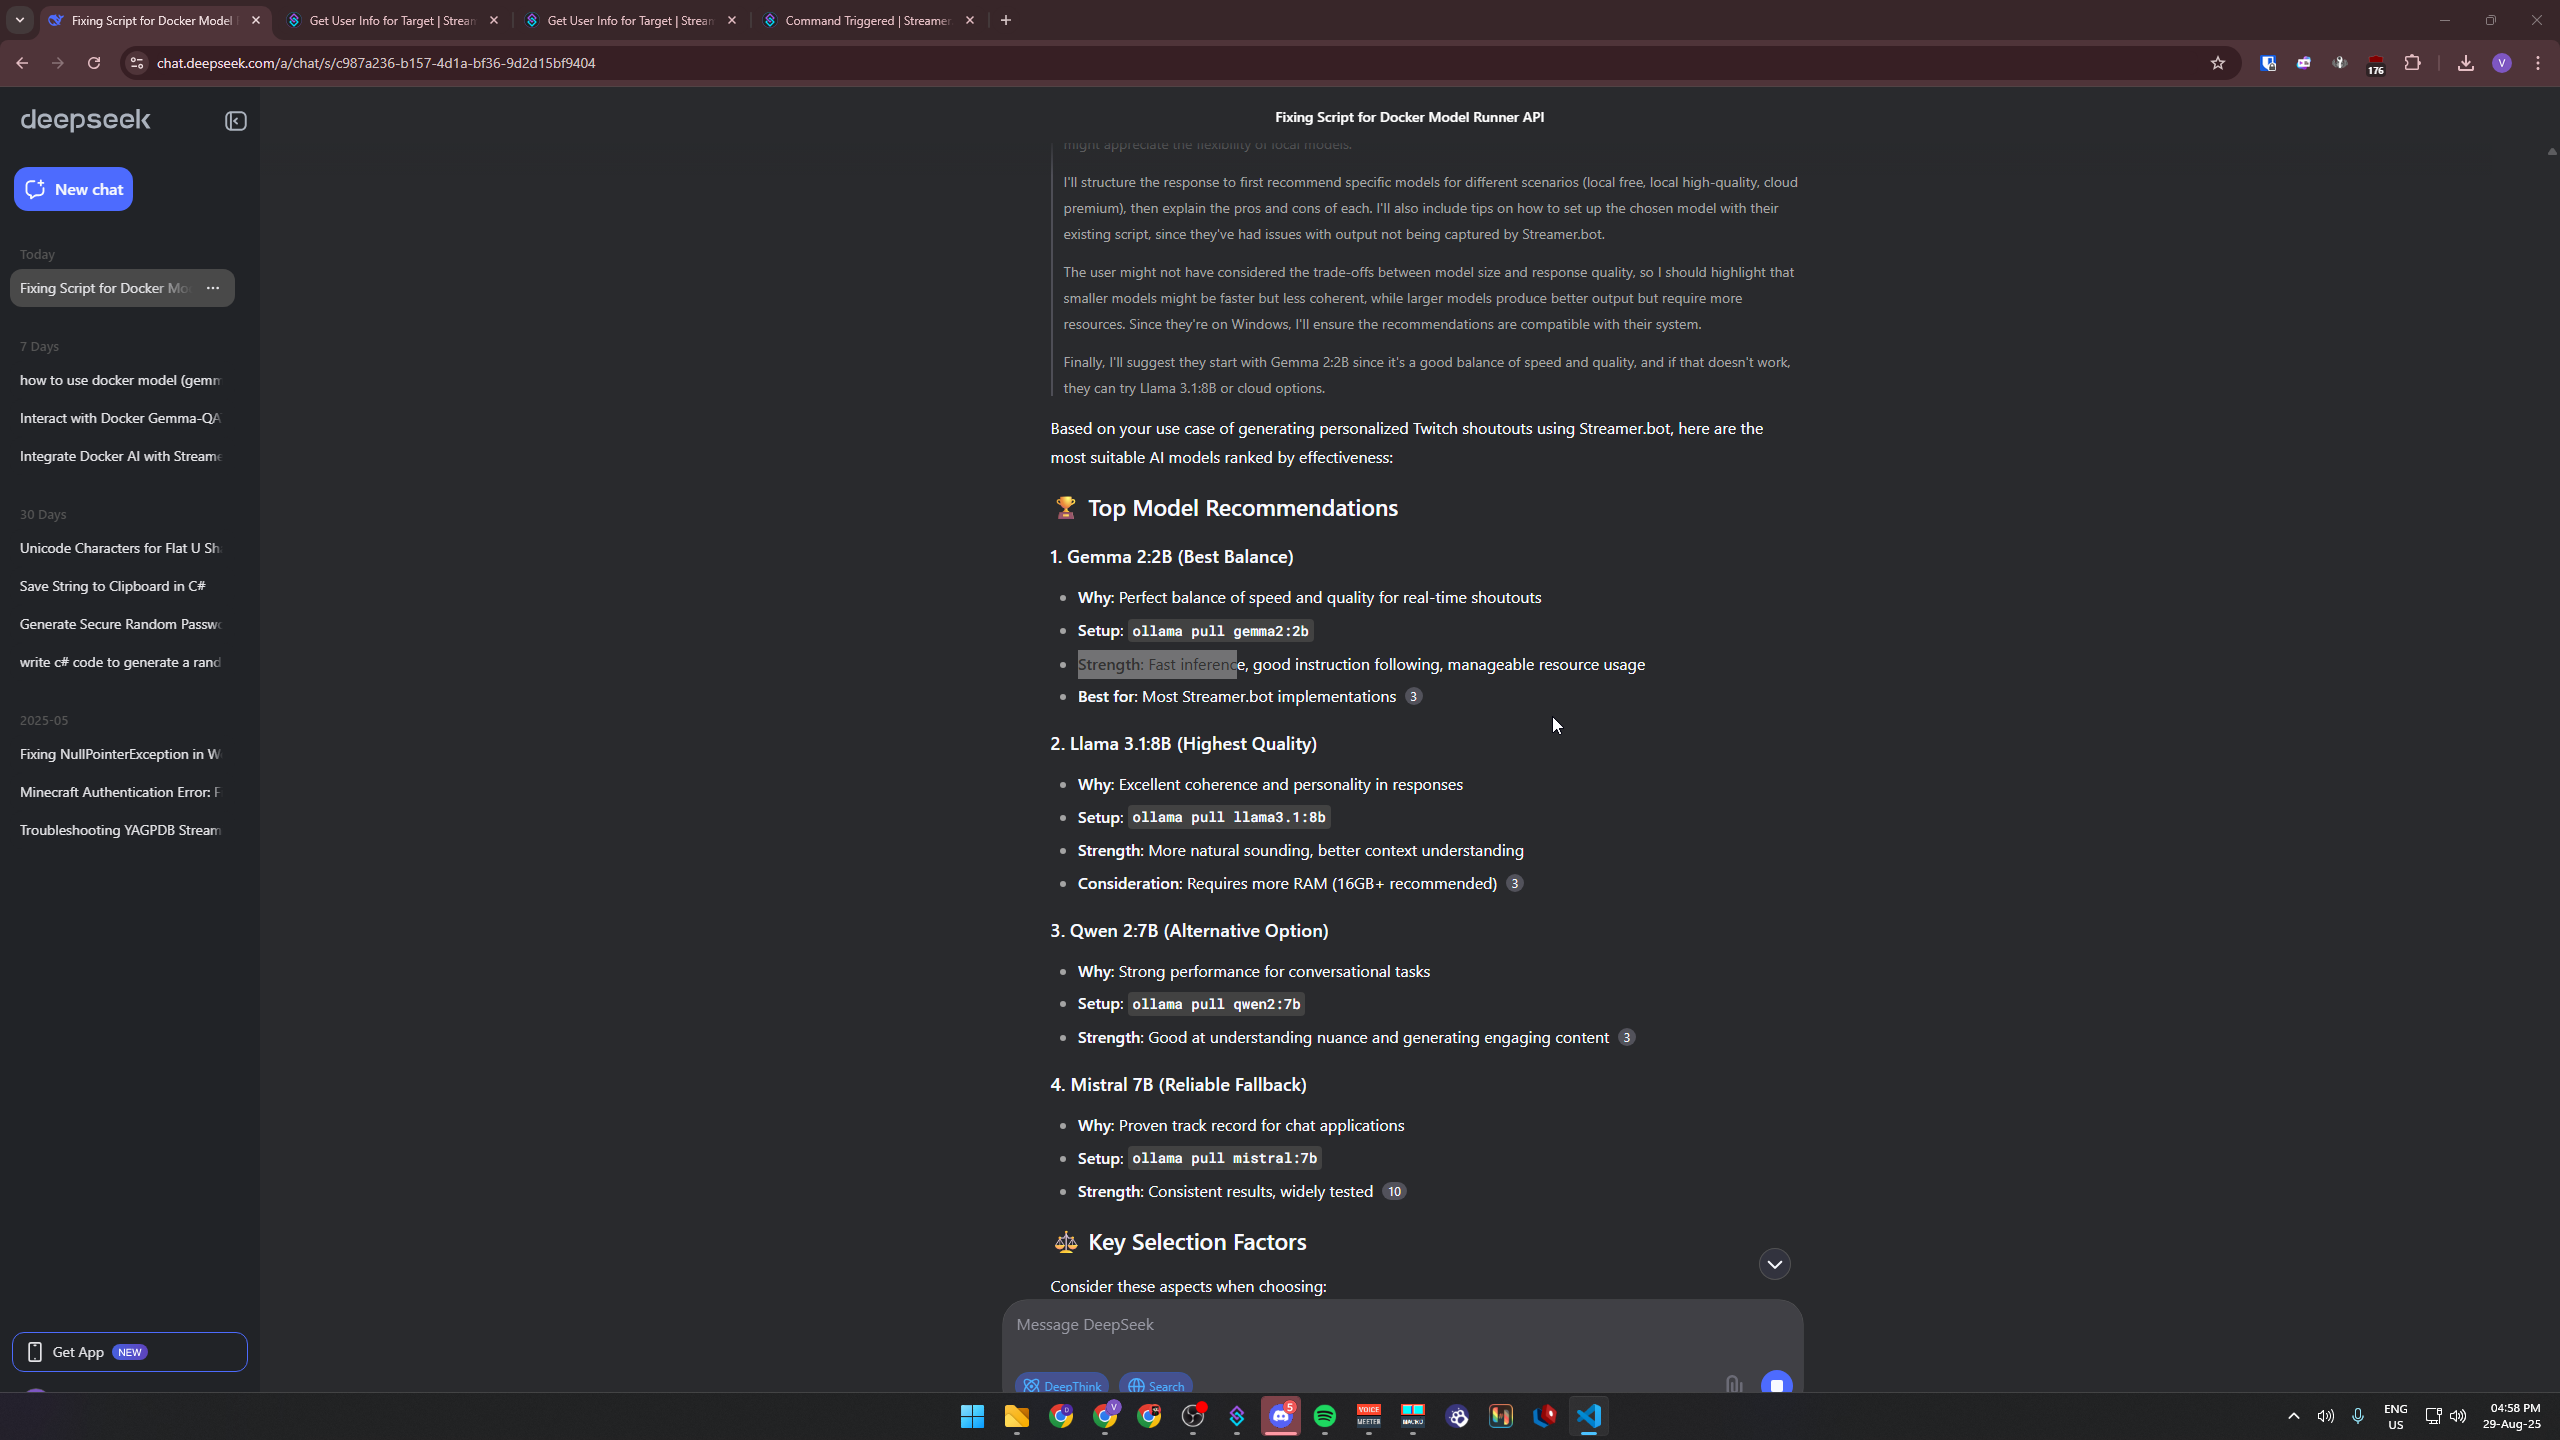 Fixing Script for Docker Model
Get User Info for Target | Stream
Get User Info for Target | Stream
Command Triggered | Streamer
chat.deepseek.com/a/chat/s/c987a236-b157-4d1a-bf36-9d2d15bf9404
176
V
deepseek
New chat
Today
Fixing Script for Docker Mo
7 Days
how to use docker model (gemm
Interact with Docker Gemma-QA
Integrate Docker AI with Streame
30 Days
Unicode Characters for Flat U Sh
Save String to Clipboard in C#
Generate Secure Random Passwo
write c# code to generate a rand
2025-05
Fixing NullPointerException in W
Minecraft Authentication Error: F
Troubleshooting YAGPDB Stream
Get App NEW
Fixing Script for Docker Model Runner API
might appreciate the flexibility of local models.
I'll structure the response to first recommend specific models for different scenarios (local free, local high-quality, cloud
premium), then explain the pros and cons of each. I'll also include tips on how to set up the chosen model with their
existing script, since they've had issues with output not being captured by Streamer.bot.
The user might not have considered the trade-offs between model size and response quality, so I should highlight that
smaller models might be faster but less coherent, while larger models produce better output but require more
resources. Since they're on Windows, I'll ensure the recommendations are compatible with their system.
Finally, I'll suggest they start with Gemma 2:2B since it's a good balance of speed and quality, and if that doesn't work,
they can try Llama 3.1:8B or cloud options.
Based on your use case of generating personalized Twitch shoutouts using Streamer.bot, here are the
most suitable AI models ranked by effectiveness:
🏆 Top Model Recommendations
1. Gemma 2:2B (Best Balance)
Why: Perfect balance of speed and quality for real-time shoutouts
Setup: ollama pull gemma2:2b
Strength: Fast inference, good instruction following, manageable resource usage
Best for: Most Streamer.bot implementations 3
2. Llama 3.1:8B (Highest Quality)
Why: Excellent coherence and personality in responses
Setup: ollama pull llama3.1:8b
Strength: More natural sounding, better context understanding
Consideration: Requires more RAM (16GB+ recommended) 3
3. Qwen 2:7B (Alternative Option)
Why: Strong performance for conversational tasks
Setup: ollama pull qwen2:7b
Strength: Good at understanding nuance and generating engaging content 3
4. Mistral 7B (Reliable Fallback)
Why: Proven track record for chat applications
Setup: ollama pull mistral:7b
Strength: Consistent results, widely tested 10
⚖️ Key Selection Factors
Consider these aspects when choosing:
Message DeepSeek
DeepThink
Search
V
5
VOICE
MEETER
ENG
US
04:58 PM
29-Aug-25